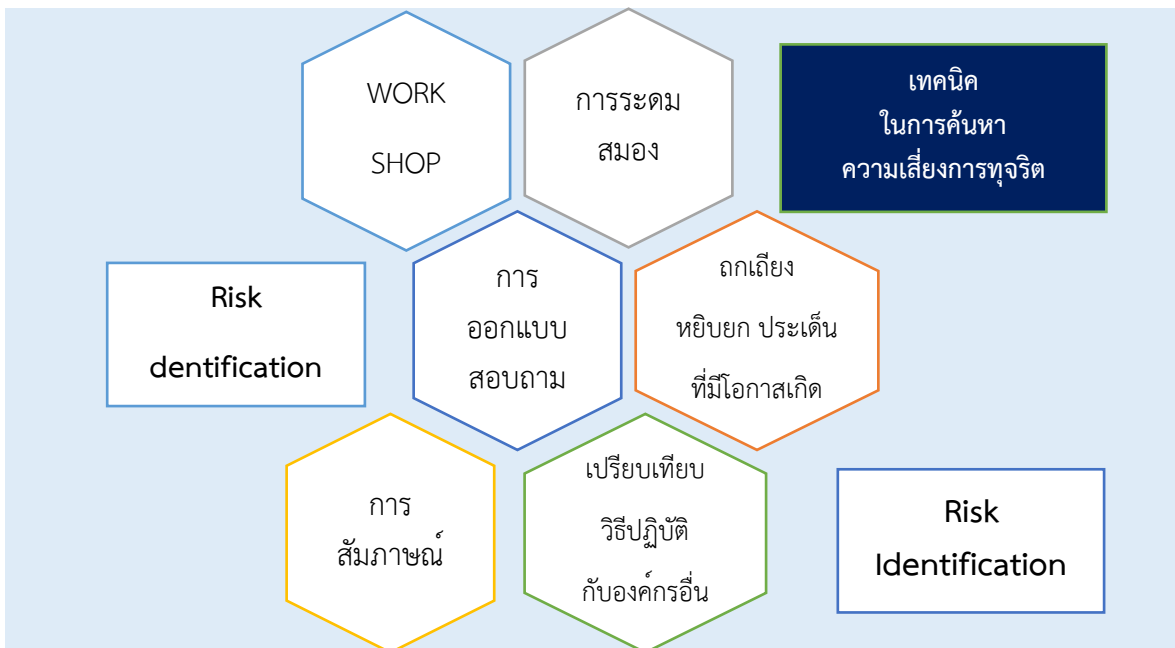 WORK
SHOP
การระดม
สมอง
เทคนิค
ในการค้นหา
ความเสี่ยงการทุจริต
Risk
dentification
การ
ออกแบบ
สอบถาม
ถกเถียง
หยิบยก ประเด็น
ที่มีโอกาสเกิด
การ
สัมภาษณ์
เปรียบเทียบ
วิธีปฏิบัติ
กับองค์กรอื่น
Risk
Identification